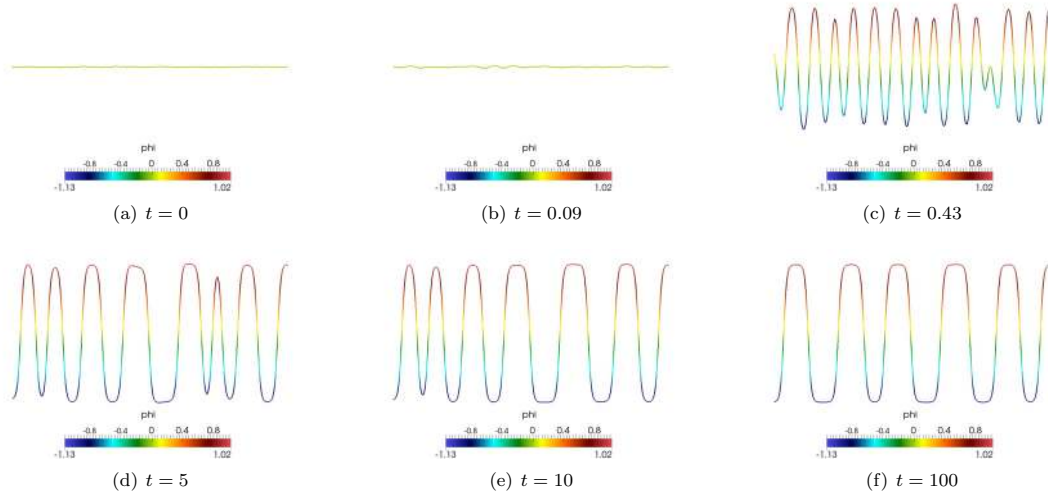 phi
-0.8 -0.4 0 0.4 0.8
-1.13 1.02
(a) t = 0
phi
-0.8 -0.4 0 0.4 0.8
-1.13 1.02
(b) t = 0.09
phi
-0.8 -0.4 0 0.4 0.8
-1.13 1.02
(c) t = 0.43
phi
-0.8 -0.4 0 0.4 0.8
-1.13 1.02
(d) t = 5
phi
-0.8 -0.4 0 0.4 0.8
-1.13 1.02
(e) t = 10
phi
-0.8 -0.4 0 0.4 0.8
-1.13 1.02
(f) t = 100